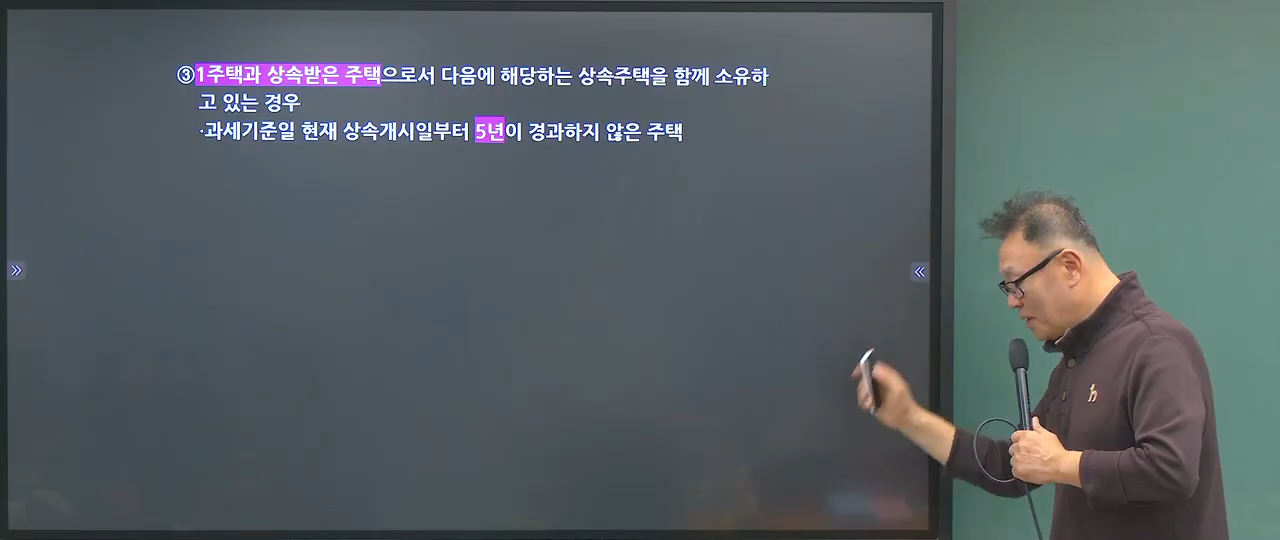 ③1주택과 상속받은 주택으로서 다음에 해당하는 상속주택을 함께 소유하
고 있는 경우
·과세기준일 현재 상속개시일부터 5년이 경과하지 않은 주택